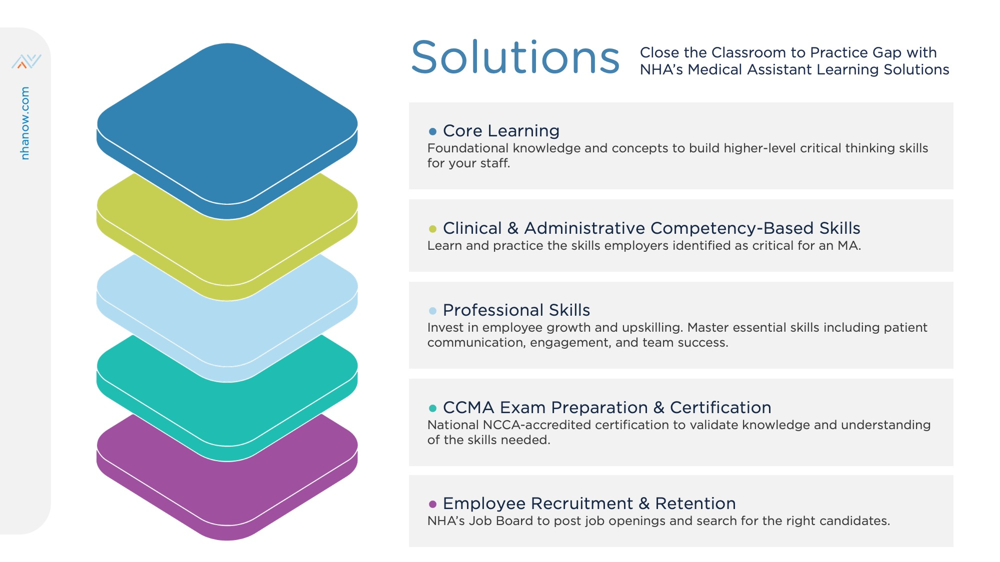 nhanow.com
Solutions
Close the Classroom to Practice Gap with
NHA’s Medical Assistant Learning Solutions
• Core Learning
Foundational knowledge and concepts to build higher-level critical thinking skills
for your staff.
• Clinical & Administrative Competency-Based Skills
Learn and practice the skills employers identified as critical for an MA.
• Professional Skills
Invest in employee growth and upskilling. Master essential skills including patient
communication, engagement, and team success.
• CCMA Exam Preparation & Certification
National NCCA-accredited certification to validate knowledge and understanding
of the skills needed.
• Employee Recruitment & Retention
NHA’s Job Board to post job openings and search for the right candidates.